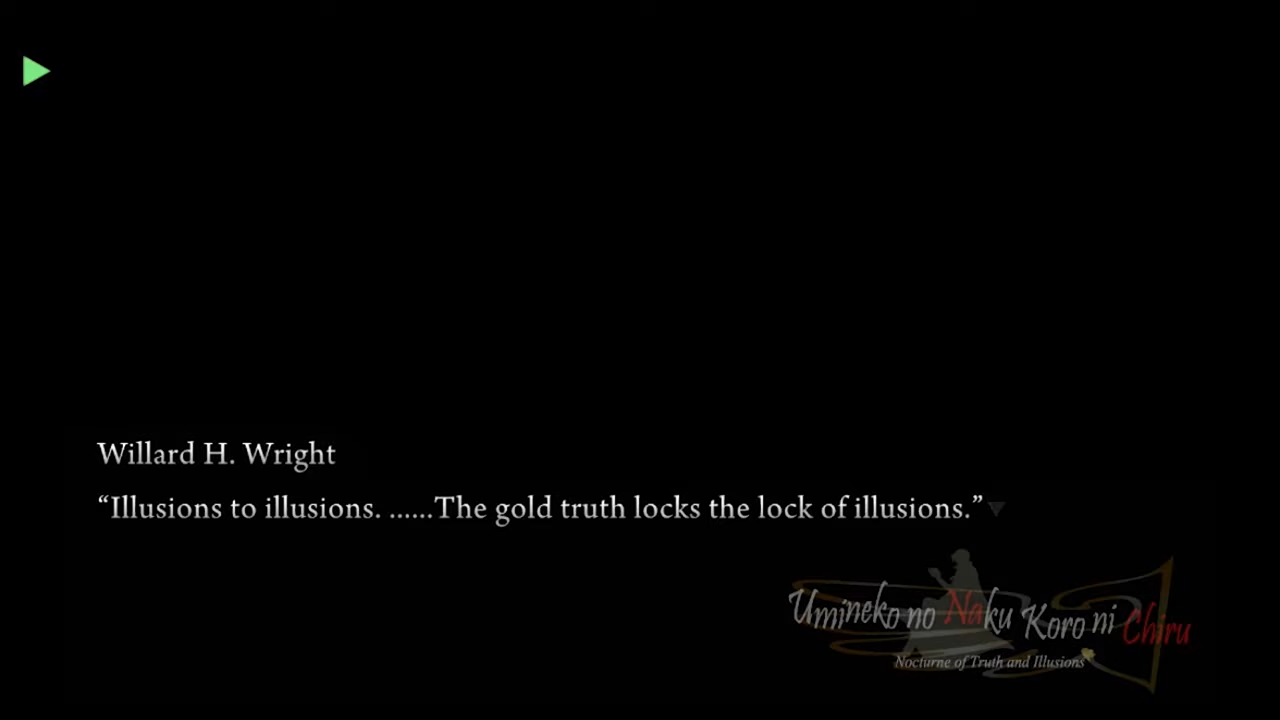 Willard H. Wright
“Illusions to illusions. ......The gold truth locks the lock of illusions.”
Umineko no Naku Koro ni Chiru
Nocturne of Truth and Illusions